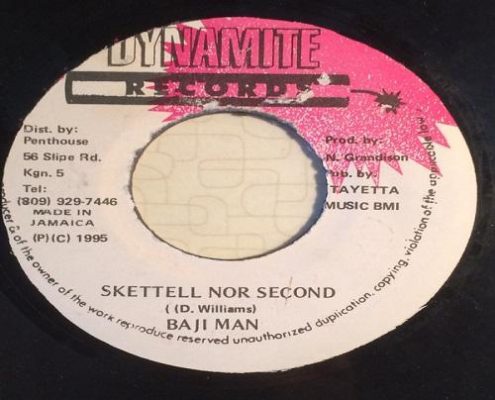 DYNAMITE
RECORDS
Dist. by:
Penthouse
56 Slipe Rd.
Kgn. 5
Tel:
(809) 929-7446
MADE IN
JAMAICA
(P)(C) 1995
Prod. by:
N. Grandison
Pub. by:
TAYETTA
MUSIC BMI
SKETTELL NOR SECOND
( (D. Williams)
BAJI MAN
producer & of the owner of the work reproduce reserved unauthorized duplication, copying, violation of the